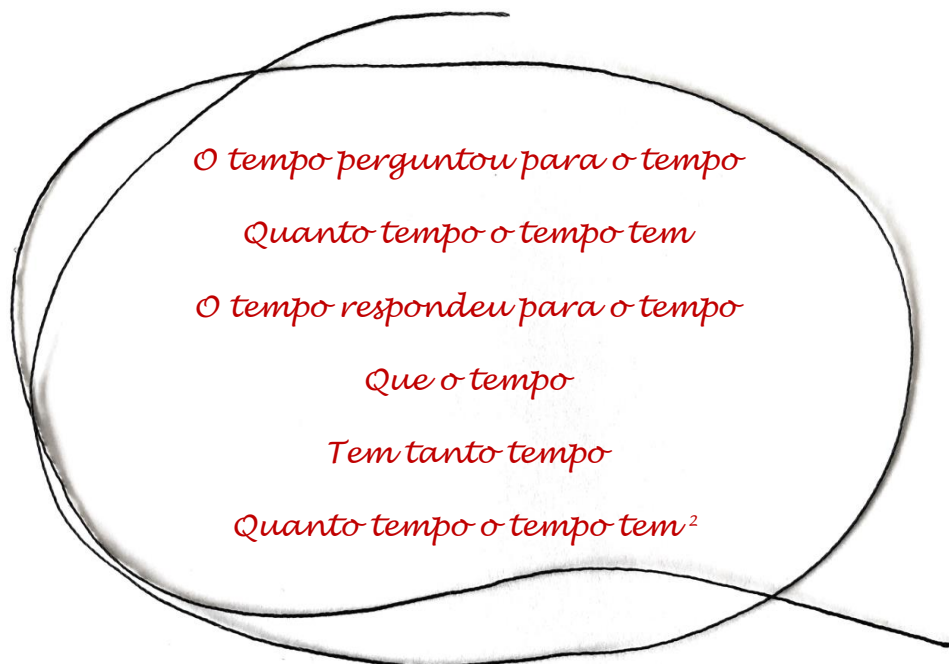 O tempo perguntou para o tempo
Quanto tempo o tempo tem
O tempo respondeu para o tempo
Que o tempo
Tem tanto tempo
Quanto tempo o tempo tem ²